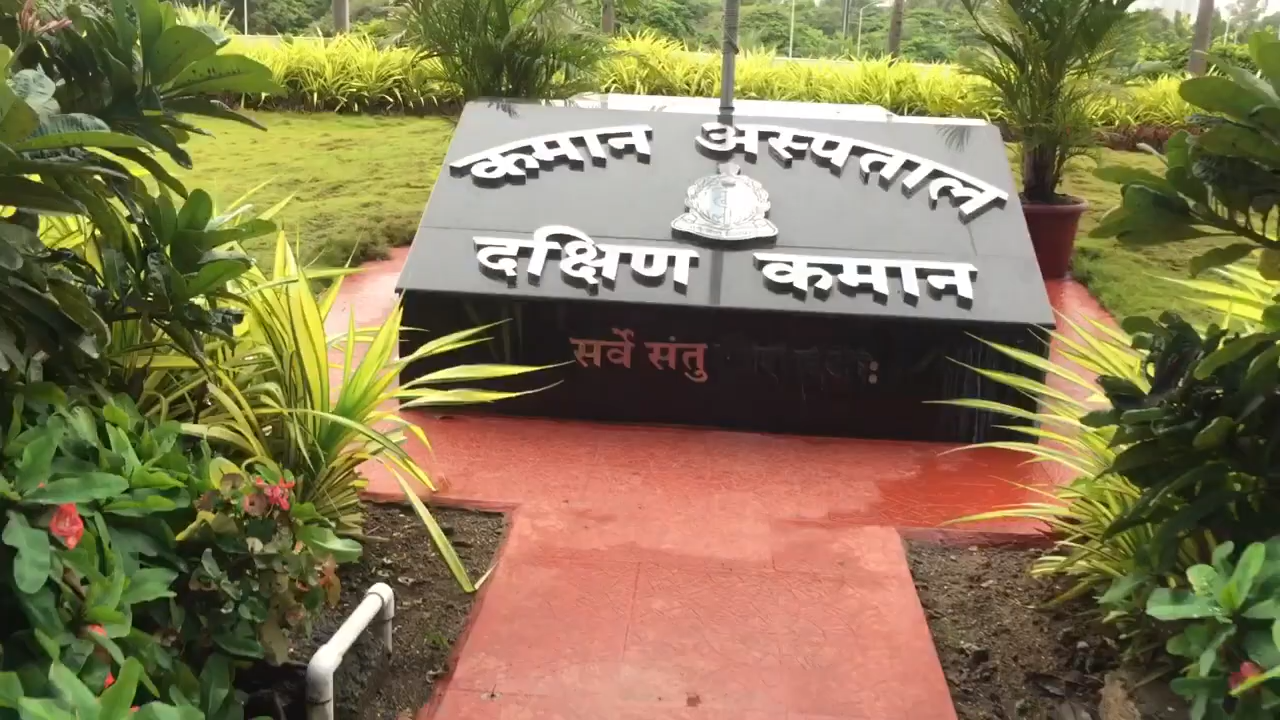 कमान अस्पताल
दक्षिण कमान
सर्वे संतु